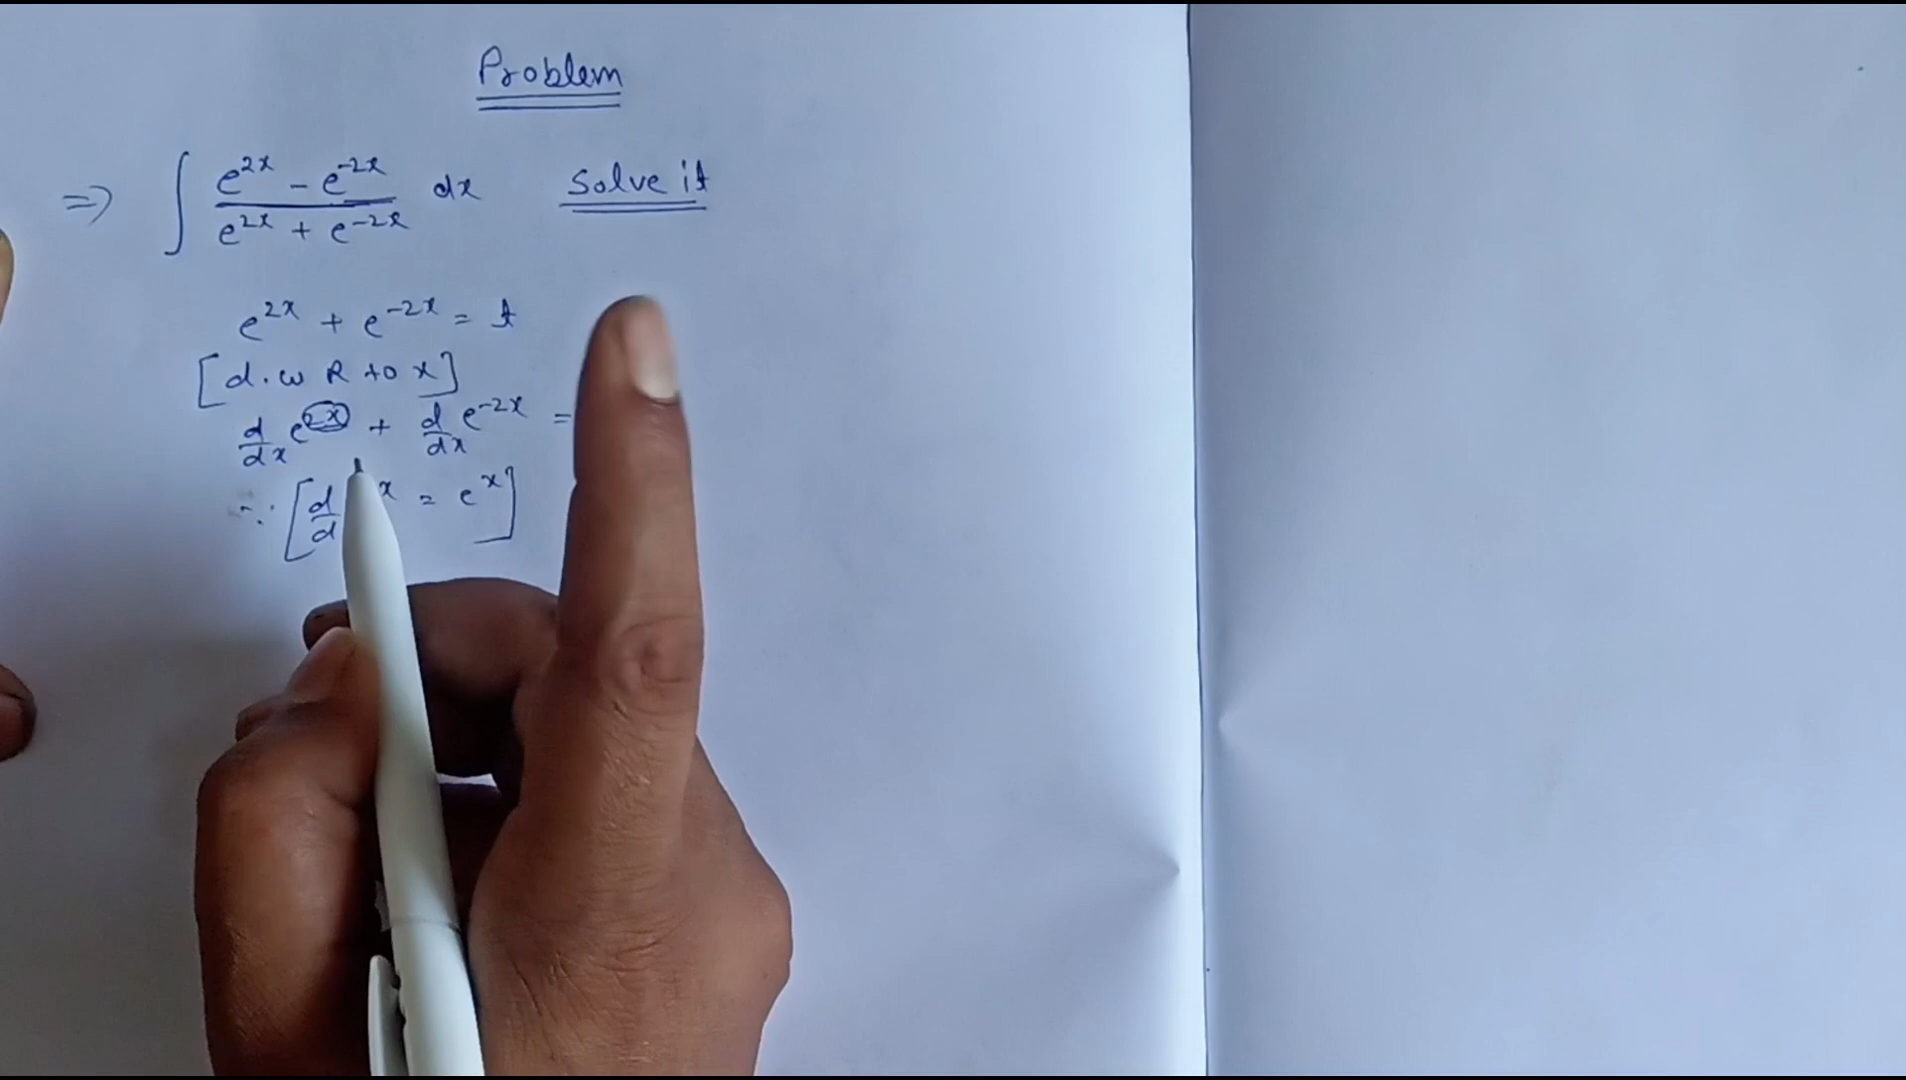 Problem
=> ∫ e^2x - e^-2x / e^2x + e^-2x dx Solve it
e^2x + e^-2x = t
[d. w R to x]
d/dx e^2x + d/dx e^-2x =
∵ [d/d x = e^x]